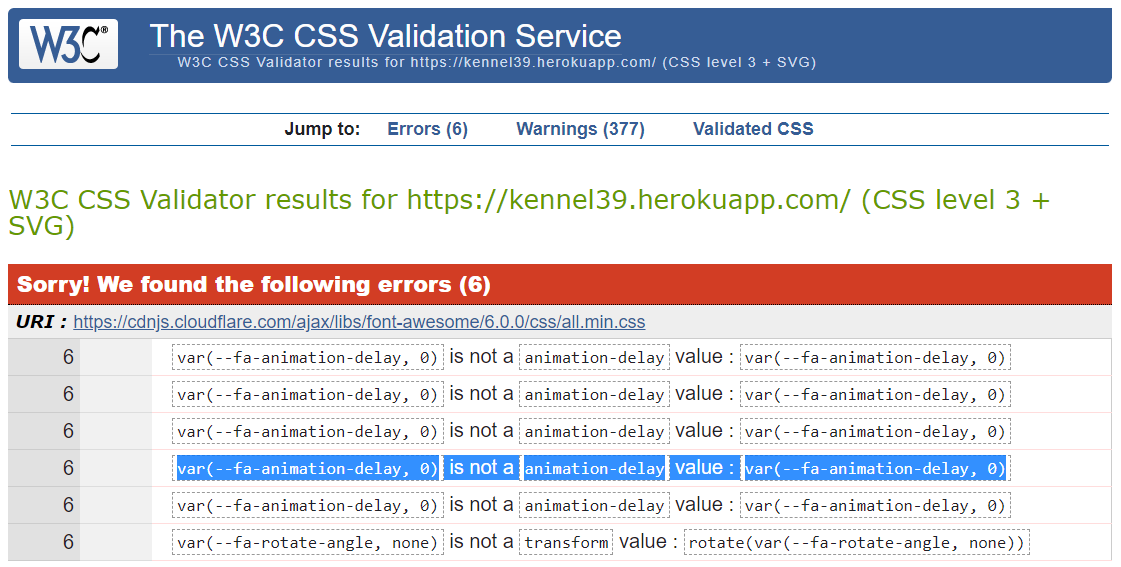 W3C® The W3C CSS Validation Service
W3C CSS Validator results for https://kennel39.herokuapp.com/ (CSS level 3 + SVG)
Jump to: Errors (6) Warnings (377) Validated CSS
W3C CSS Validator results for https://kennel39.herokuapp.com/ (CSS level 3 +
SVG)
Sorry! We found the following errors (6)
URI : https://cdnjs.cloudflare.com/ajax/libs/font-awesome/6.0.0/css/all.min.css
6 var(--fa-animation-delay, 0) is not a animation-delay value : var(--fa-animation-delay, 0)
6 var(--fa-animation-delay, 0) is not a animation-delay value : var(--fa-animation-delay, 0)
6 var(--fa-animation-delay, 0) is not a animation-delay value : var(--fa-animation-delay, 0)
6 var(--fa-animation-delay, 0) is not a animation-delay value : var(--fa-animation-delay, 0)
6 var(--fa-animation-delay, 0) is not a animation-delay value : var(--fa-animation-delay, 0)
6 var(--fa-rotate-angle, none) is not a transform value : rotate(var(--fa-rotate-angle, none))